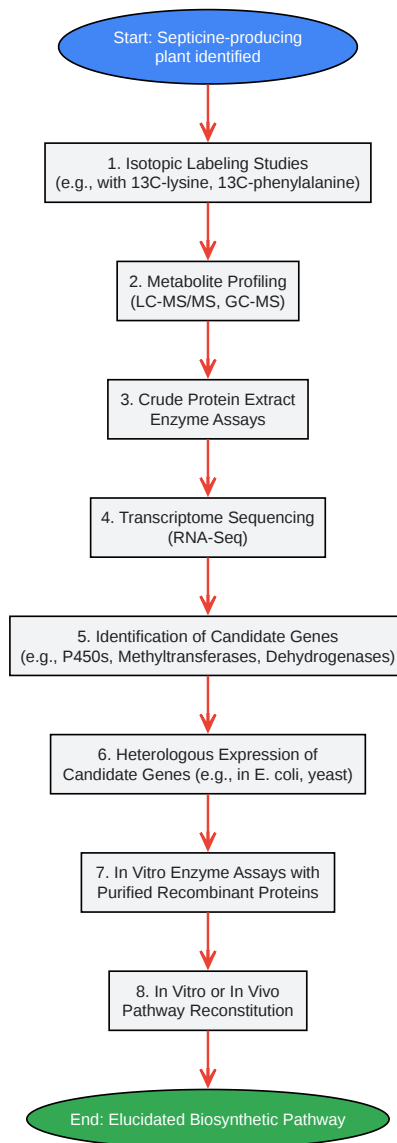 Start: Septicine-producing
plant identified
1. Isotopic Labeling Studies
(e.g., with 13C-lysine, 13C-phenylalanine)
2. Metabolite Profiling
(LC-MS/MS, GC-MS)
3. Crude Protein Extract
Enzyme Assays
4. Transcriptome Sequencing
(RNA-Seq)
5. Identification of Candidate Genes
(e.g., P450s, Methyltransferases, Dehydrogenases)
6. Heterologous Expression of
Candidate Genes (e.g., in E. coli, yeast)
7. In Vitro Enzyme Assays with
Purified Recombinant Proteins
8. In Vitro or In Vivo
Pathway Reconstitution
End: Elucidated Biosynthetic Pathway